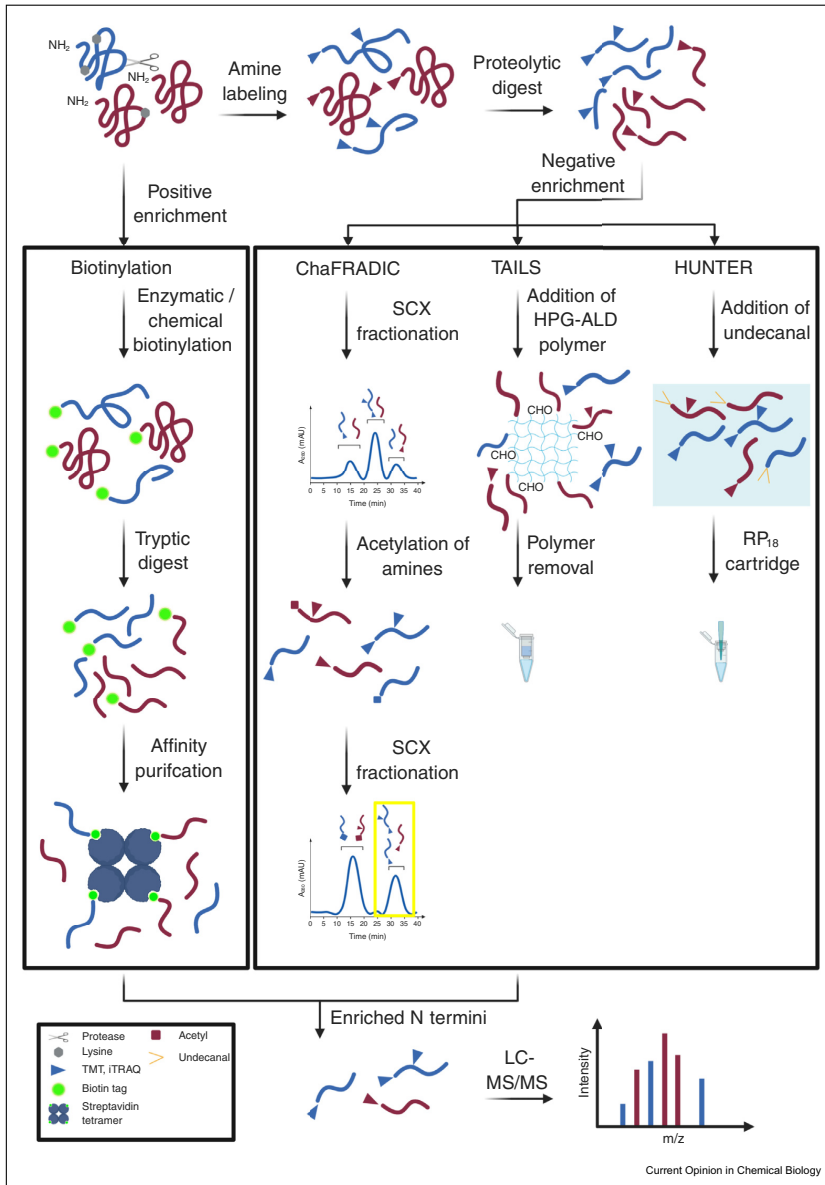 NH2
NH2
NH2
Amine
labeling
Proteolytic
digest
Positive
enrichment
Negative
enrichment
Biotinylation
Enzymatic /
chemical
biotinylation
Tryptic
digest
Affinity
purifcation
ChaFRADIC
SCX
fractionation
A280 (mAU)
0 5 10 15 20 25 30 35 40
Time (min)
Acetylation of
amines
SCX
fractionation
A280 (mAU)
0 5 10 15 20 25 30 35 40
Time (min)
TAILS
Addition of
HPG-ALD
polymer
CHO
CHO
CHO
CHO
Polymer
removal
HUNTER
Addition of
undecanal
RP18
cartridge
Enriched N termini
LC-
MS/MS
Intensity
m/z
Protease
Lysine
TMT, iTRAQ
Biotin tag
Streptavidin
tetramer
Acetyl
Undecanal
Current Opinion in Chemical Biology